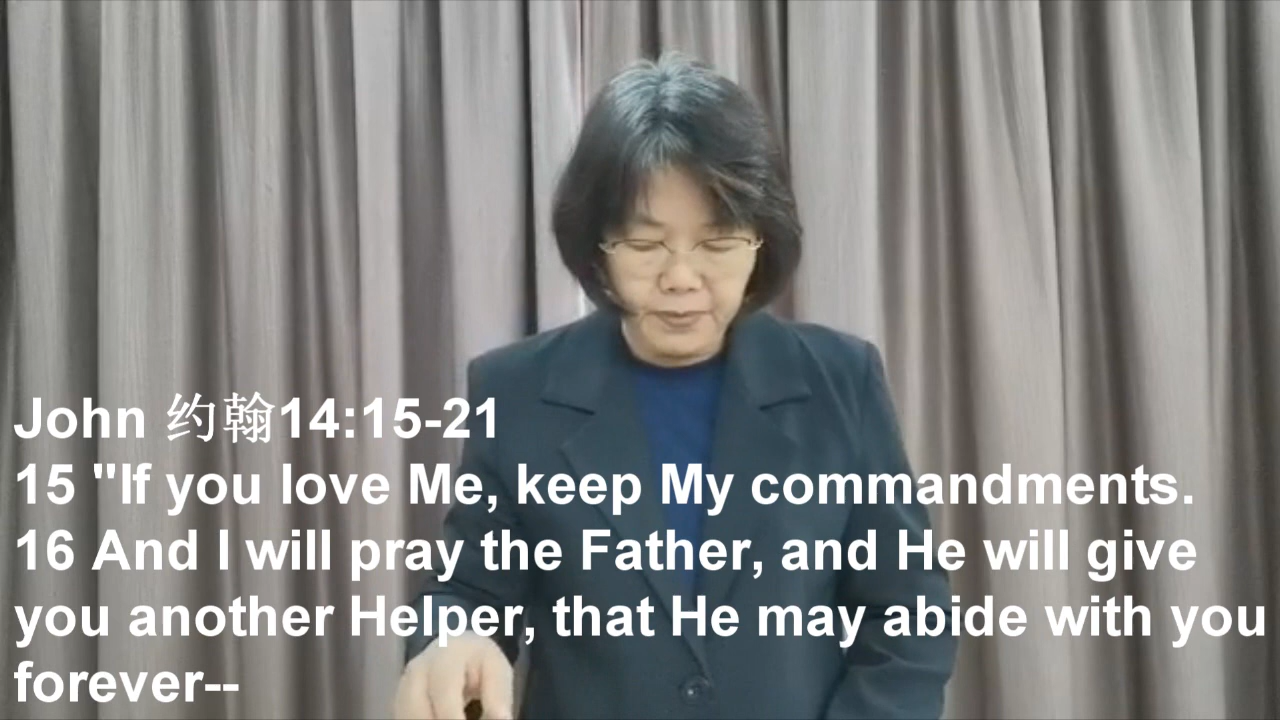 John 约翰14:15-21
15 "If you love Me, keep My commandments.
16 And I will pray the Father, and He will give
you another Helper, that He may abide with you
forever--